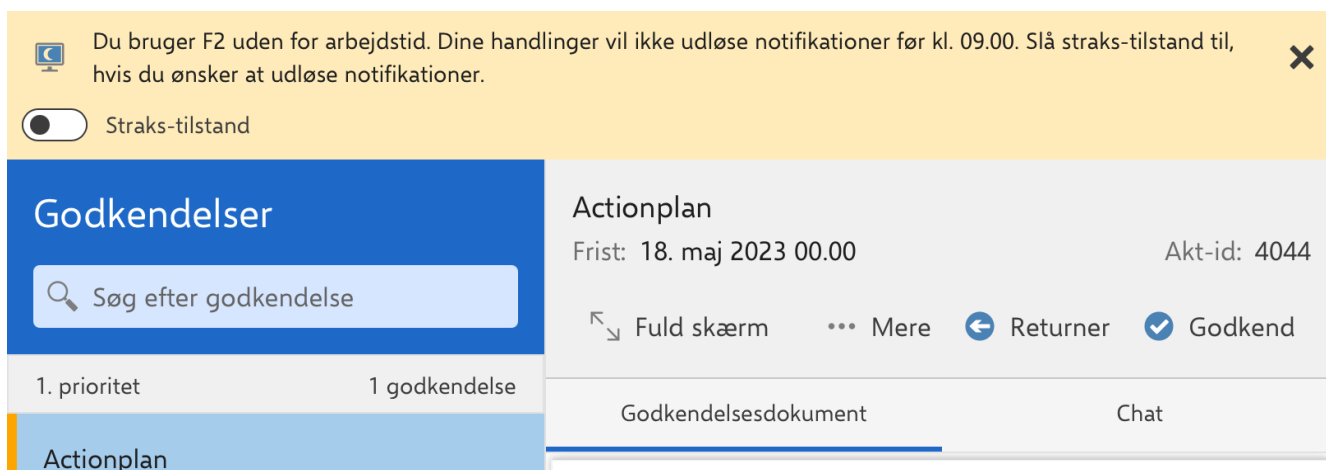 Du bruger F2 uden for arbejdstid. Dine handlinger vil ikke udløse notifikationer før kl. 09.00. Slå straks-tilstand til,
hvis du ønsker at udløse notifikationer.
Straks-tilstand
Godkendelser
Søg efter godkendelse
1. prioritet 1 godkendelse
Actionplan
Actionplan
Frist: 18. maj 2023 00.00 Akt-id: 4044
Fuld skærm Mere Returner Godkend
Godkendelsesdokument Chat